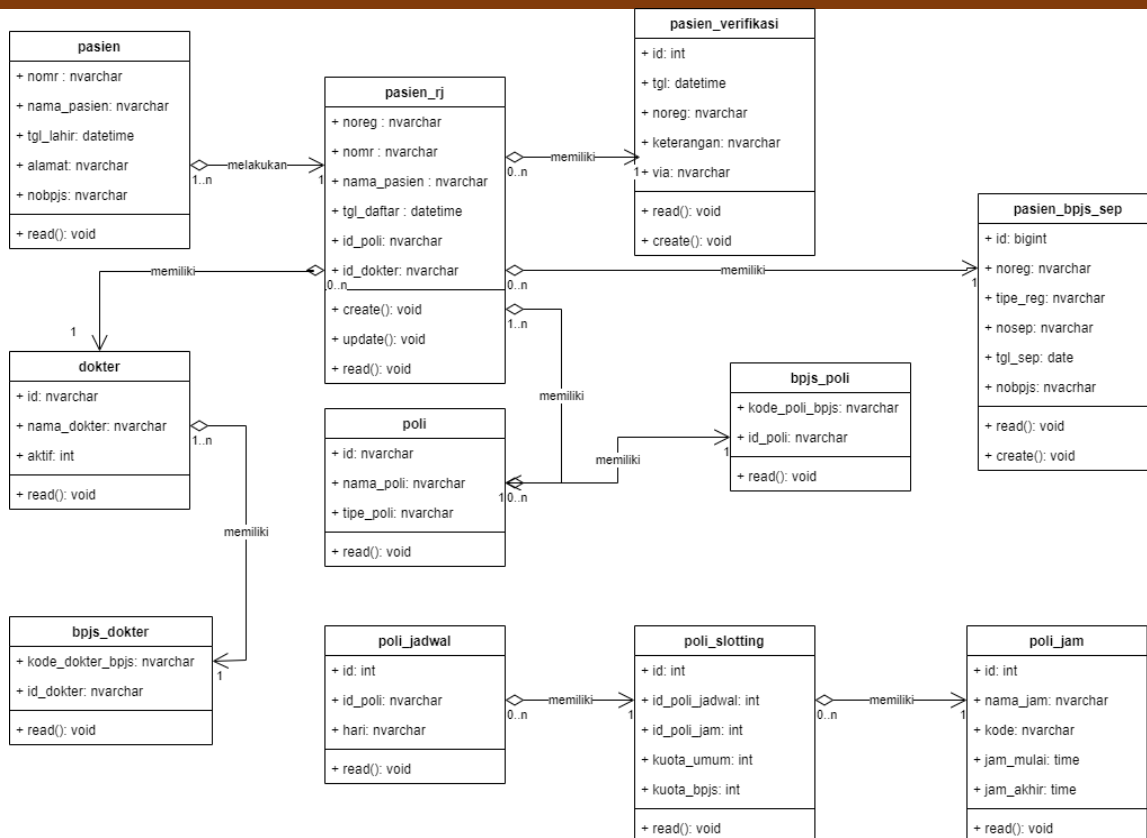 pasien
+ nomr : nvarchar
+ nama_pasien: nvarchar
+ tgl_lahir: datetime
+ alamat: nvarchar
+ nobpjs: nvarchar
+ read(): void
1..n
melakukan
1
pasien_rj
+ noreg : nvarchar
+ nomr : nvarchar
+ nama_pasien : nvarchar
+ tgl_daftar : datetime
+ id_poli: nvarchar
+ id_dokter: nvarchar
+ create(): void
+ update(): void
+ read(): void
0..n
memiliki
1
pasien_verifikasi
+ id: int
+ tgl: datetime
+ noreg: nvarchar
+ keterangan: nvarchar
+ via: nvarchar
+ read(): void
+ create(): void
0..n
memiliki
1
pasien_bpjs_sep
+ id: bigint
+ noreg: nvarchar
+ tipe_reg: nvarchar
+ nosep: nvarchar
+ tgl_sep: date
+ nobpjs: nvacrhar
+ read(): void
+ create(): void
0..n
memiliki
1
dokter
+ id: nvarchar
+ nama_dokter: nvarchar
+ aktif: int
+ read(): void
1..n
memiliki
1
poli
+ id: nvarchar
+ nama_poli: nvarchar
+ tipe_poli: nvarchar
+ read(): void
1..n
memiliki
1
0..n
memiliki
1
bpjs_poli
+ kode_poli_bpjs: nvarchar
+ id_poli: nvarchar
+ read(): void
bpjs_dokter
+ kode_dokter_bpjs: nvarchar
+ id_dokter: nvarchar
+ read(): void
poli_jadwal
+ id: int
+ id_poli: nvarchar
+ hari: nvarchar
+ read(): void
0..n
memiliki
1
poli_slotting
+ id: int
+ id_poli_jadwal: int
+ id_poli_jam: int
+ kuota_umum: int
+ kuota_bpjs: int
+ read(): void
0..n
memiliki
1
poli_jam
+ id: int
+ nama_jam: nvarchar
+ kode: nvarchar
+ jam_mulai: time
+ jam_akhir: time
+ read(): void